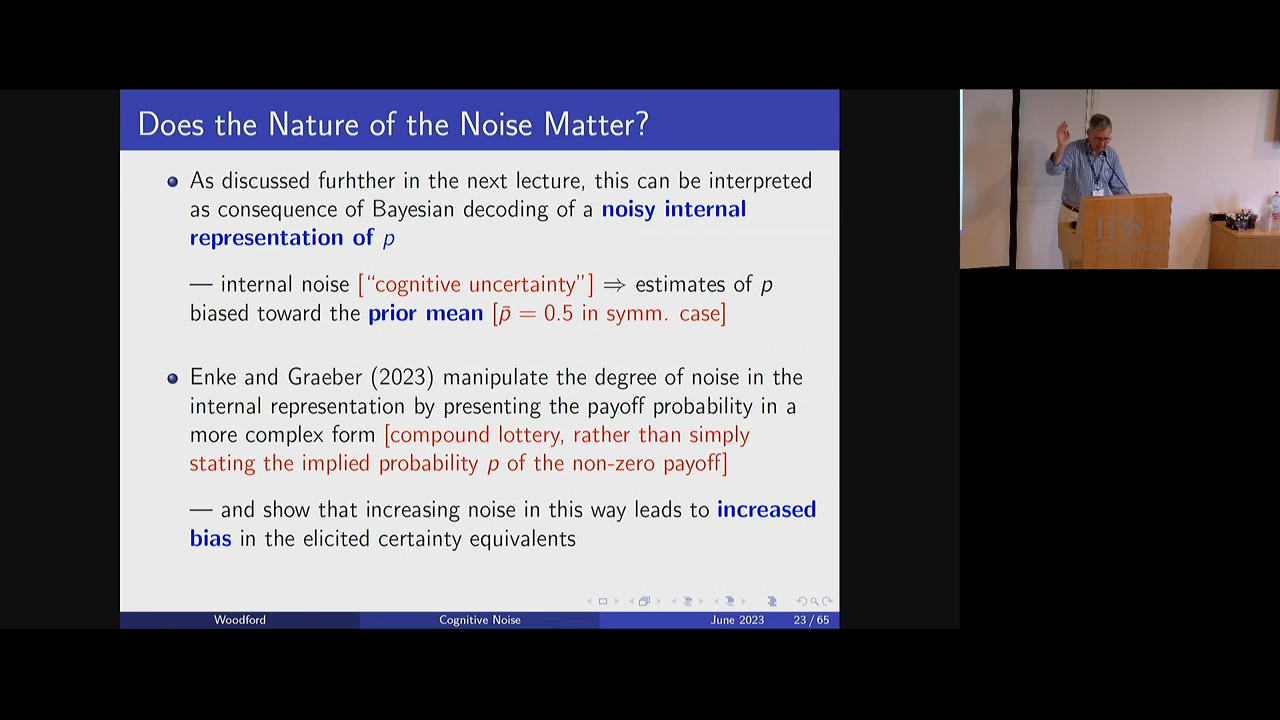 Does the Nature of the Noise Matter?
As discussed furhther in the next lecture, this can be interpreted
as consequence of Bayesian decoding of a noisy internal
representation of p
— internal noise [“cognitive uncertainty”] ⇒ estimates of p
biased toward the prior mean [p̄ = 0.5 in symm. case]
Enke and Graeber (2023) manipulate the degree of noise in the
internal representation by presenting the payoff probability in a
more complex form [compound lottery, rather than simply
stating the implied probability p of the non-zero payoff]
— and show that increasing noise in this way leads to increased
bias in the elicited certainty equivalents
Woodford Cognitive Noise June 2023 23 / 65